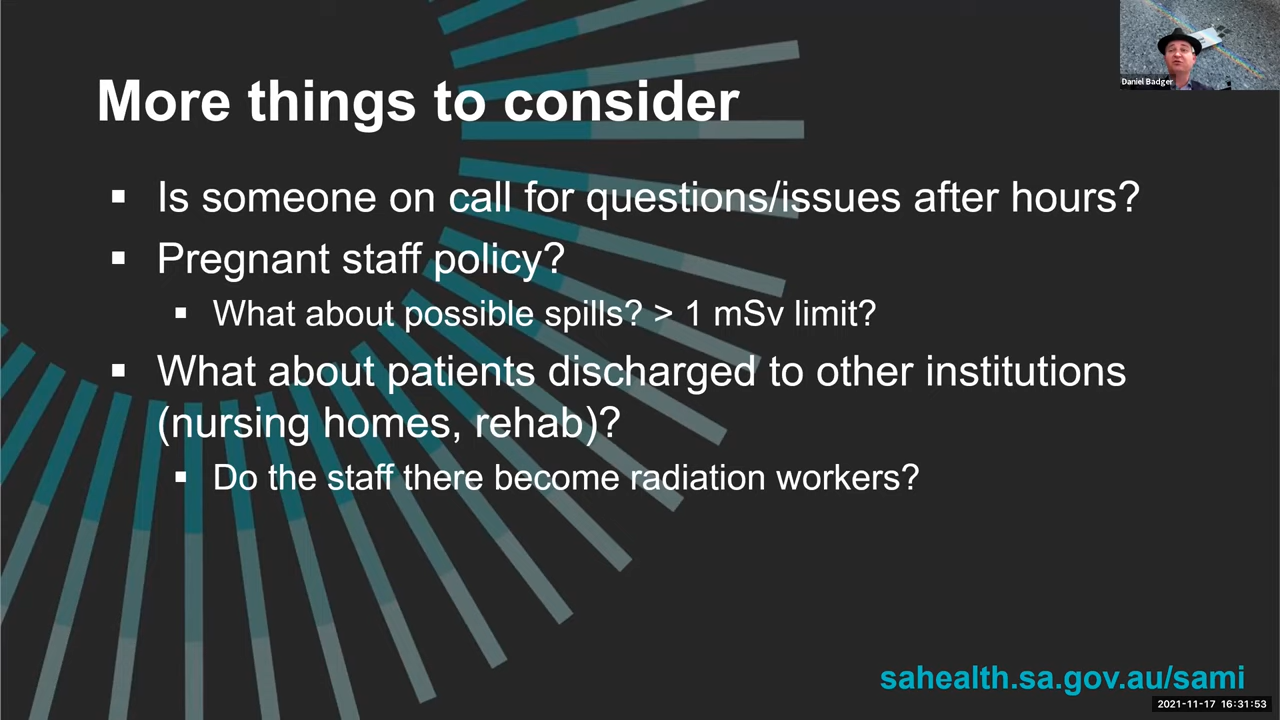 Daniel Badger
More things to consider
▪ Is someone on call for questions/issues after hours?
▪ Pregnant staff policy?
▪ What about possible spills? > 1 mSv limit?
▪ What about patients discharged to other institutions
(nursing homes, rehab)?
▪ Do the staff there become radiation workers?
sahealth.sa.gov.au/sami
2021-11-17 16:31:53